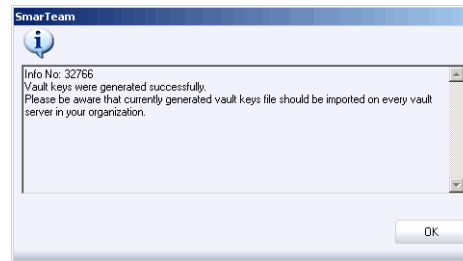 SmarTeam
Info No: 32766
Vault keys were generated successfully.
Please be aware that currently generated vault keys file should be imported on every vault
server in your organization.
OK